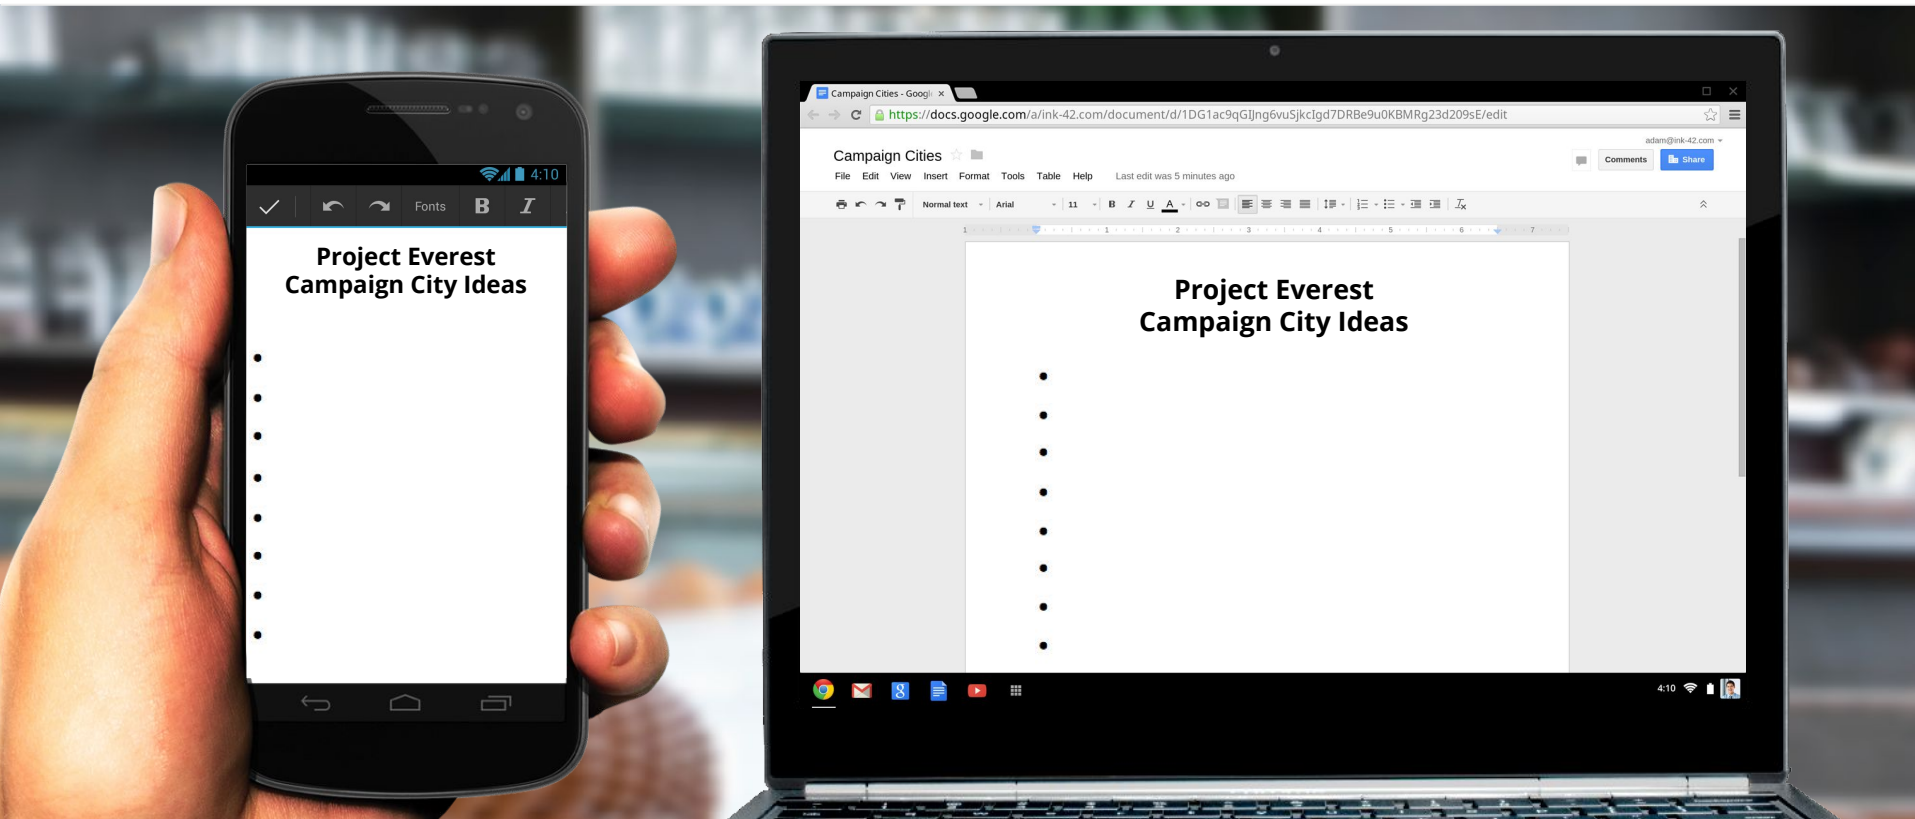 4:10
Fonts B I
Project Everest
Campaign City Ideas
Campaign Cities - Googl
https://docs.google.com/a/ink-42.com/document/d/1DG1ac9qGIJng6vuSjkcIgd7DRBe9u0KBMRg23d209sE/edit
adam@ink-42.com
Campaign Cities
Comments Share
File Edit View Insert Format Tools Table Help Last edit was 5 minutes ago
Normal text Arial 11 B I U A
1 1 2 3 4 5 6 7
Project Everest
Campaign City Ideas
4:10